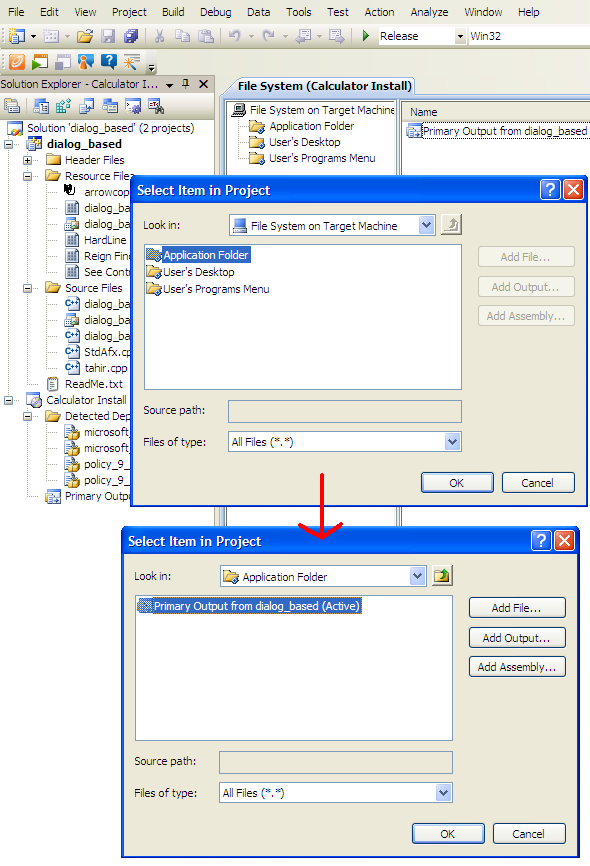 File Edit View Project Build Debug Data Tools Test Action Analyze Window Help
Release Win32
Solution Explorer - Calculator I...
File System (Calculator Install)
Solution 'dialog_based' (2 projects)
dialog_based
Header Files
Resource Files
arrowcop
dialog_ba
dialog_ba
HardLine
Reign Fin
See Contr
Source Files
dialog_ba
dialog_ba
dialog_ba
StdAfx.cp
tahir.cpp
ReadMe.txt
Calculator Install
Detected Dep
microsoft_
microsoft_
policy_9_
policy_9_
Primary Outpu
File System on Target Machine
Application Folder
User's Desktop
User's Programs Menu
Name
Primary Output from dialog_based
Select Item in Project
Look in: File System on Target Machine
Application Folder
User's Desktop
User's Programs Menu
Add File...
Add Output...
Add Assembly...
Source path:
Files of type: All Files (*.*)
OK Cancel
Select Item in Project
Look in: Application Folder
Primary Output from dialog_based (Active)
Add File...
Add Output...
Add Assembly...
Source path:
Files of type: All Files (*.*)
OK Cancel